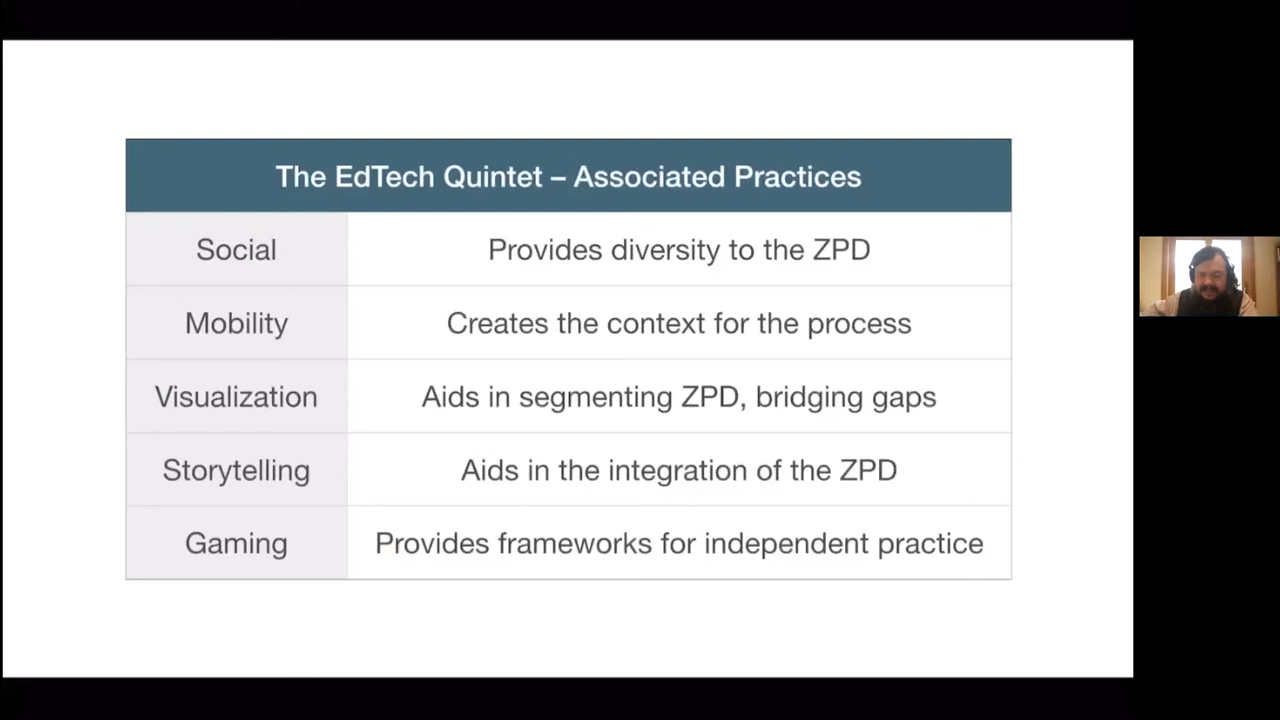 The EdTech Quintet – Associated Practices
Social
Provides diversity to the ZPD
Mobility
Creates the context for the process
Visualization
Aids in segmenting ZPD, bridging gaps
Storytelling
Aids in the integration of the ZPD
Gaming
Provides frameworks for independent practice